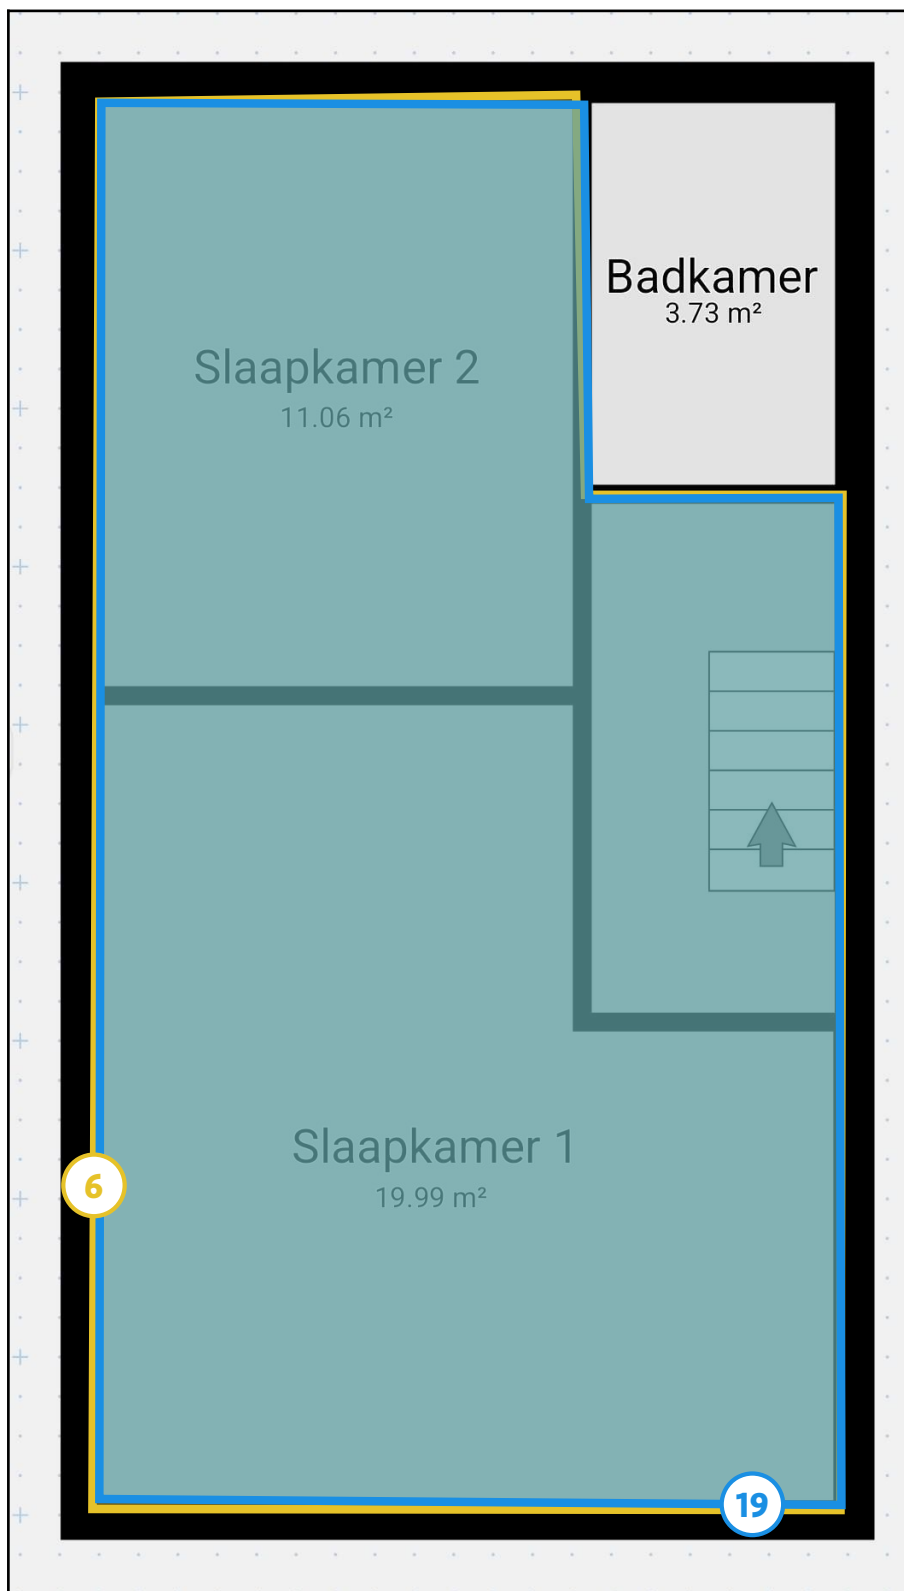 Badkamer
3.73 m²
Slaapkamer 2
11.06 m²
Slaapkamer 1
19.99 m²
6
19